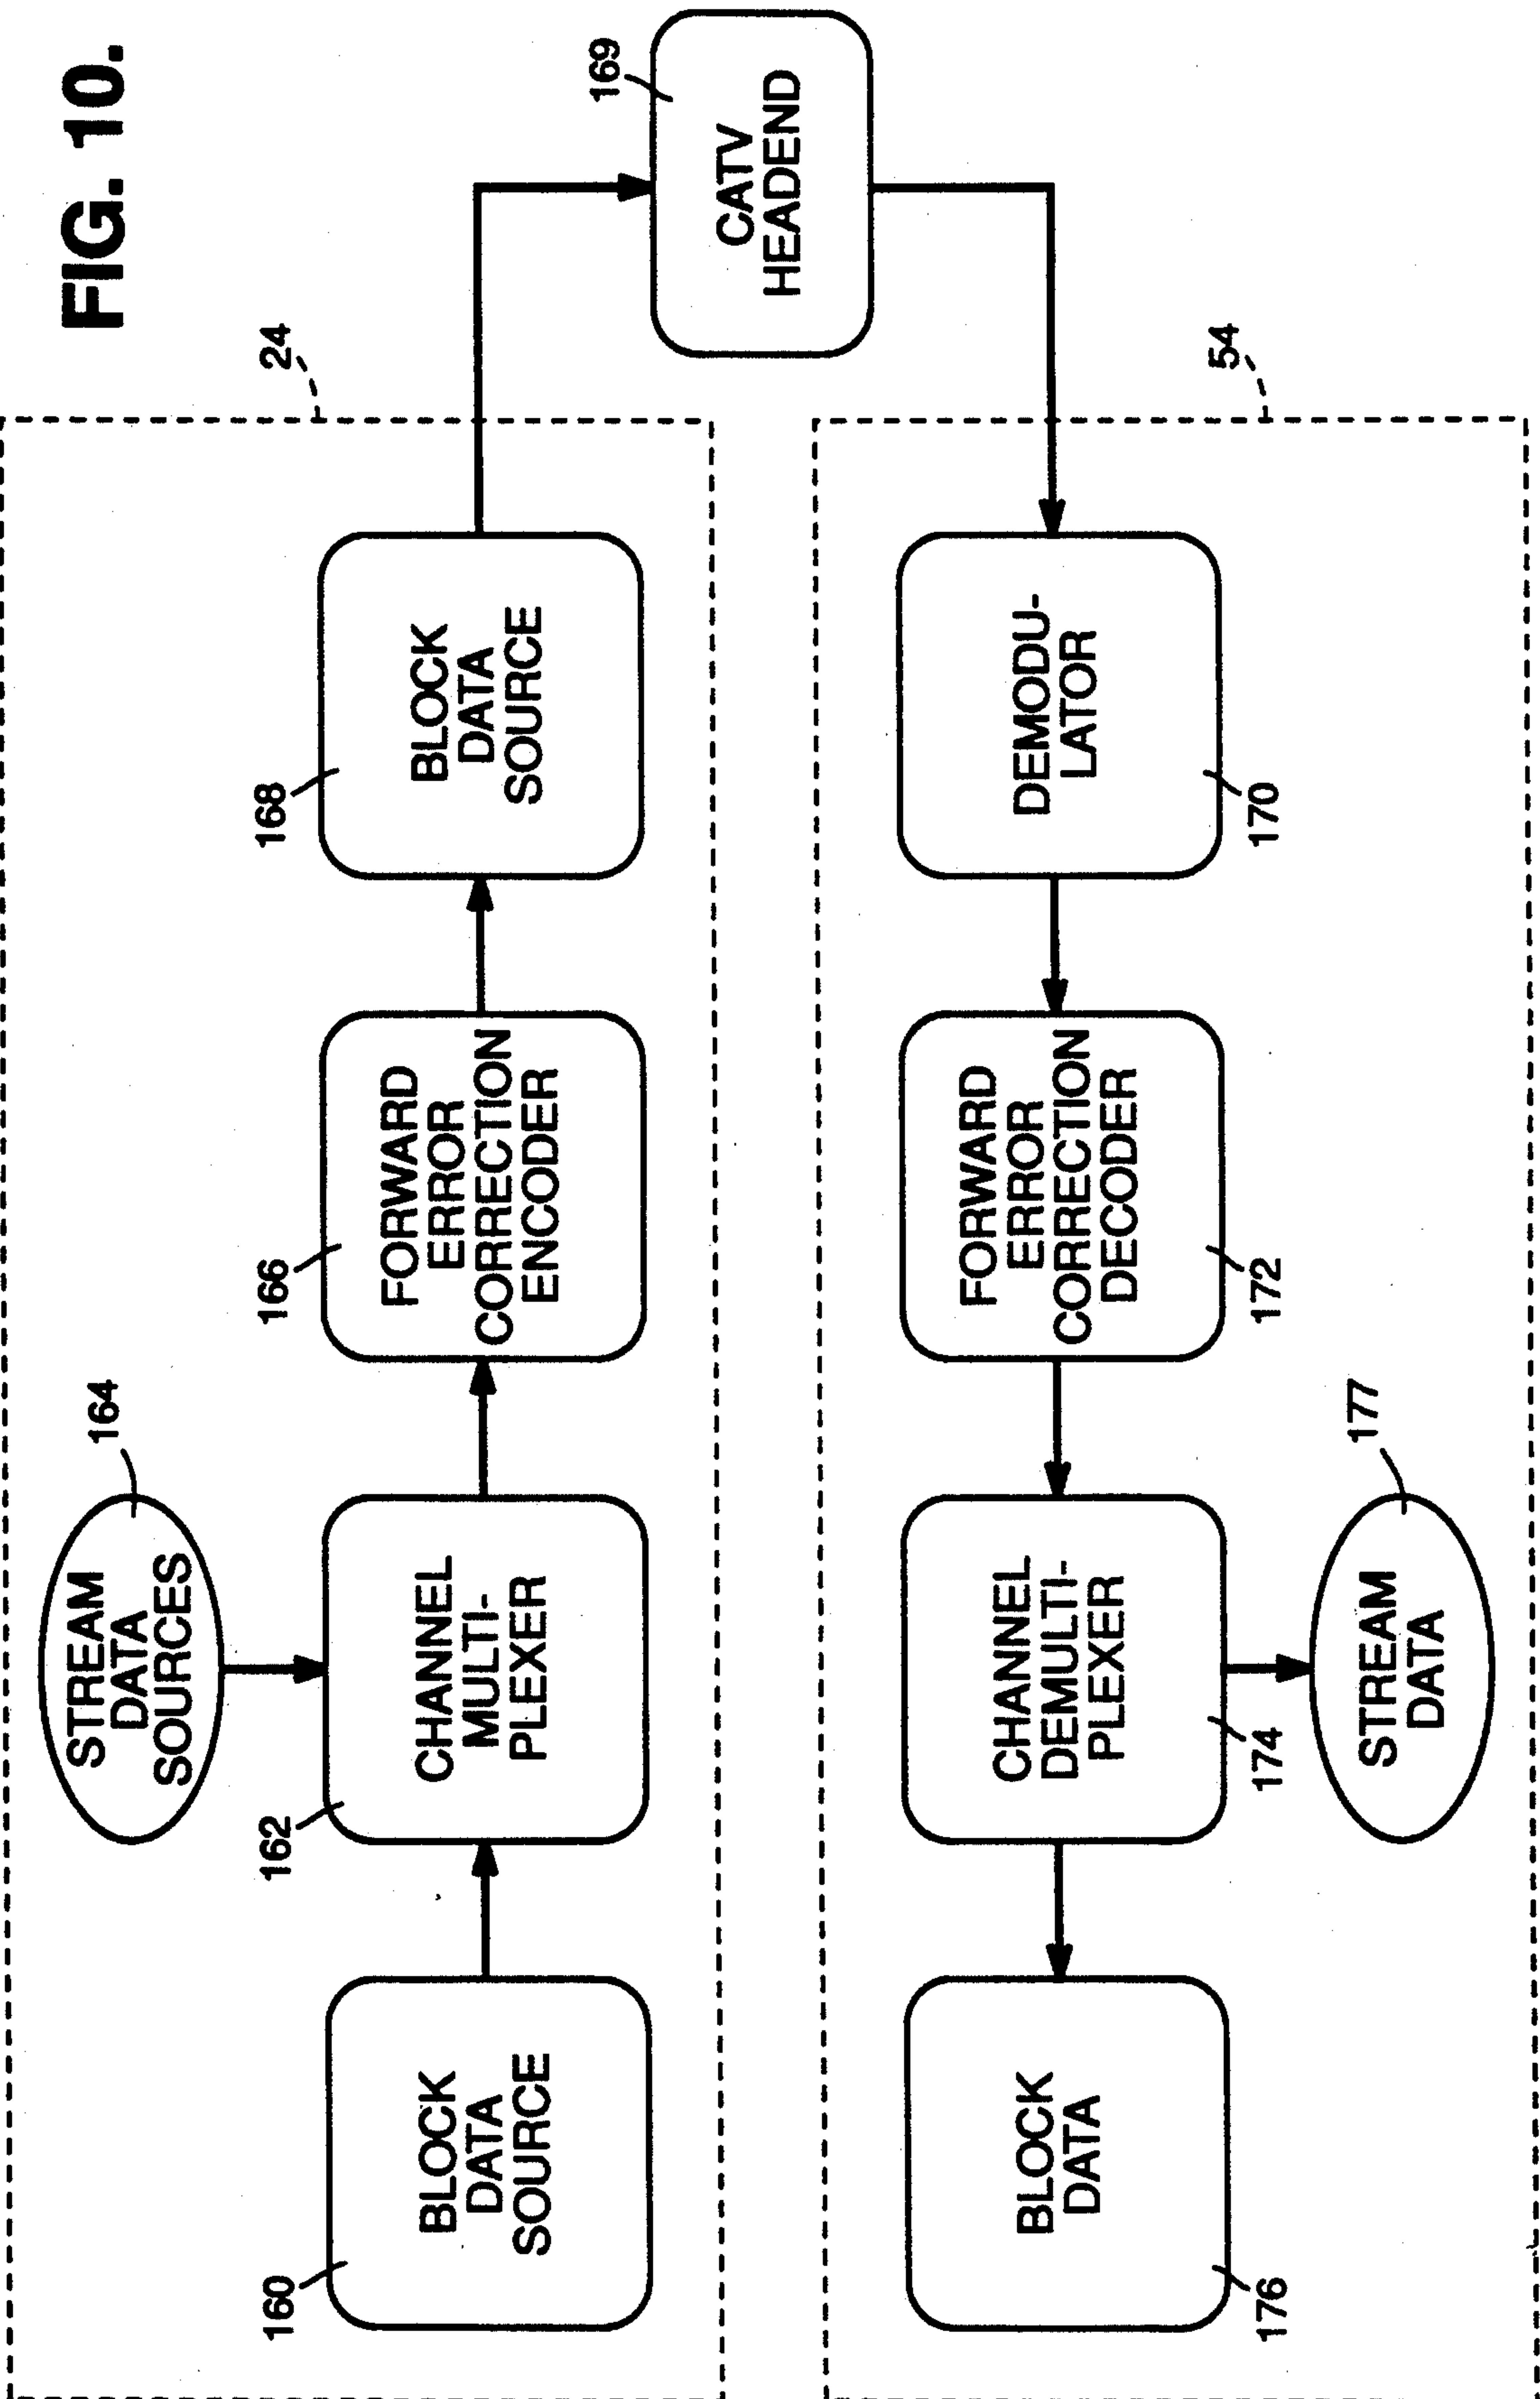 FIG. 10.
24
164
STREAM
DATA
SOURCES
160
BLOCK
DATA
SOURCE
162
CHANNEL
MULTI-
PLEXER
166
FORWARD
ERROR
CORRECTION
ENCODER
168
BLOCK
DATA
SOURCE
169
CATV
HEADEND
54
DEMODU-
LATOR
170
FORWARD
ERROR
CORRECTION
DECODER
172
CHANNEL
DEMULTI-
PLEXER
174
BLOCK
DATA
176
STREAM
DATA
177